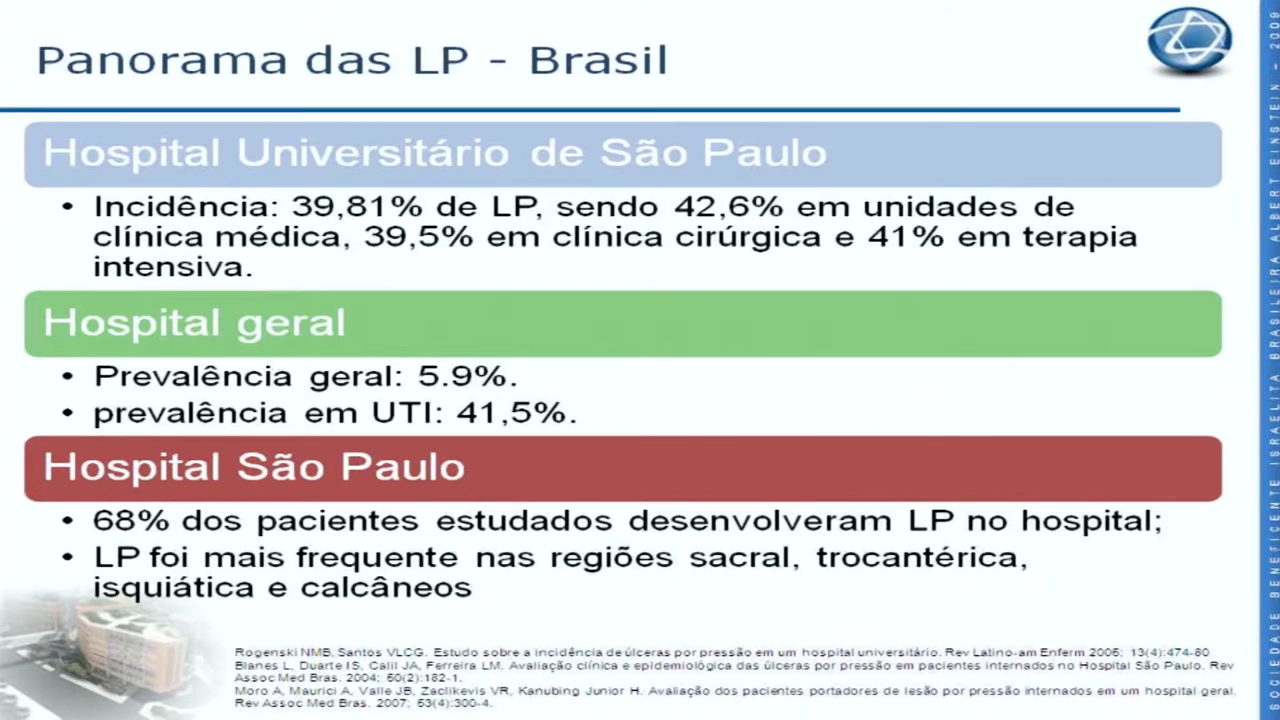 Panorama das LP - Brasil
Hospital Universitário de São Paulo
• Incidência: 39,81% de LP, sendo 42,6% em unidades de
clínica médica, 39,5% em clínica cirúrgica e 41% em terapia
intensiva.
Hospital geral
• Prevalência geral: 5.9%.
• prevalência em UTI: 41,5%.
Hospital São Paulo
• 68% dos pacientes estudados desenvolveram LP no hospital;
• LP foi mais frequente nas regiões sacral, trocantérica,
isquiática e calcâneos
Rogenski NMB, Santos VLCG. Estudo sobre a incidência de úlceras por pressão em um hospital universitário. Rev Latino-am Enferm 2005; 13(4):474-80
Blanes L, Duarte IS, Calil JA, Ferreira LM. Avaliação clínica e epidemiológica das úlceras por pressão em pacientes internados no Hospital São Paulo. Rev
Assoc Med Bras. 2004; 50(2):182-1.
Moro A, Maurici A, Valle JB, Zaclikevis VR, Kanubing Junior H. Avaliação dos pacientes portadores de lesão por pressão internados em um hospital geral.
Rev Assoc Med Bras. 2007; 53(4):300-4.
SOCIEDADE BENEFICENTE ISRAELITA BRASILEIRA ALBERT EINSTEIN - 2009